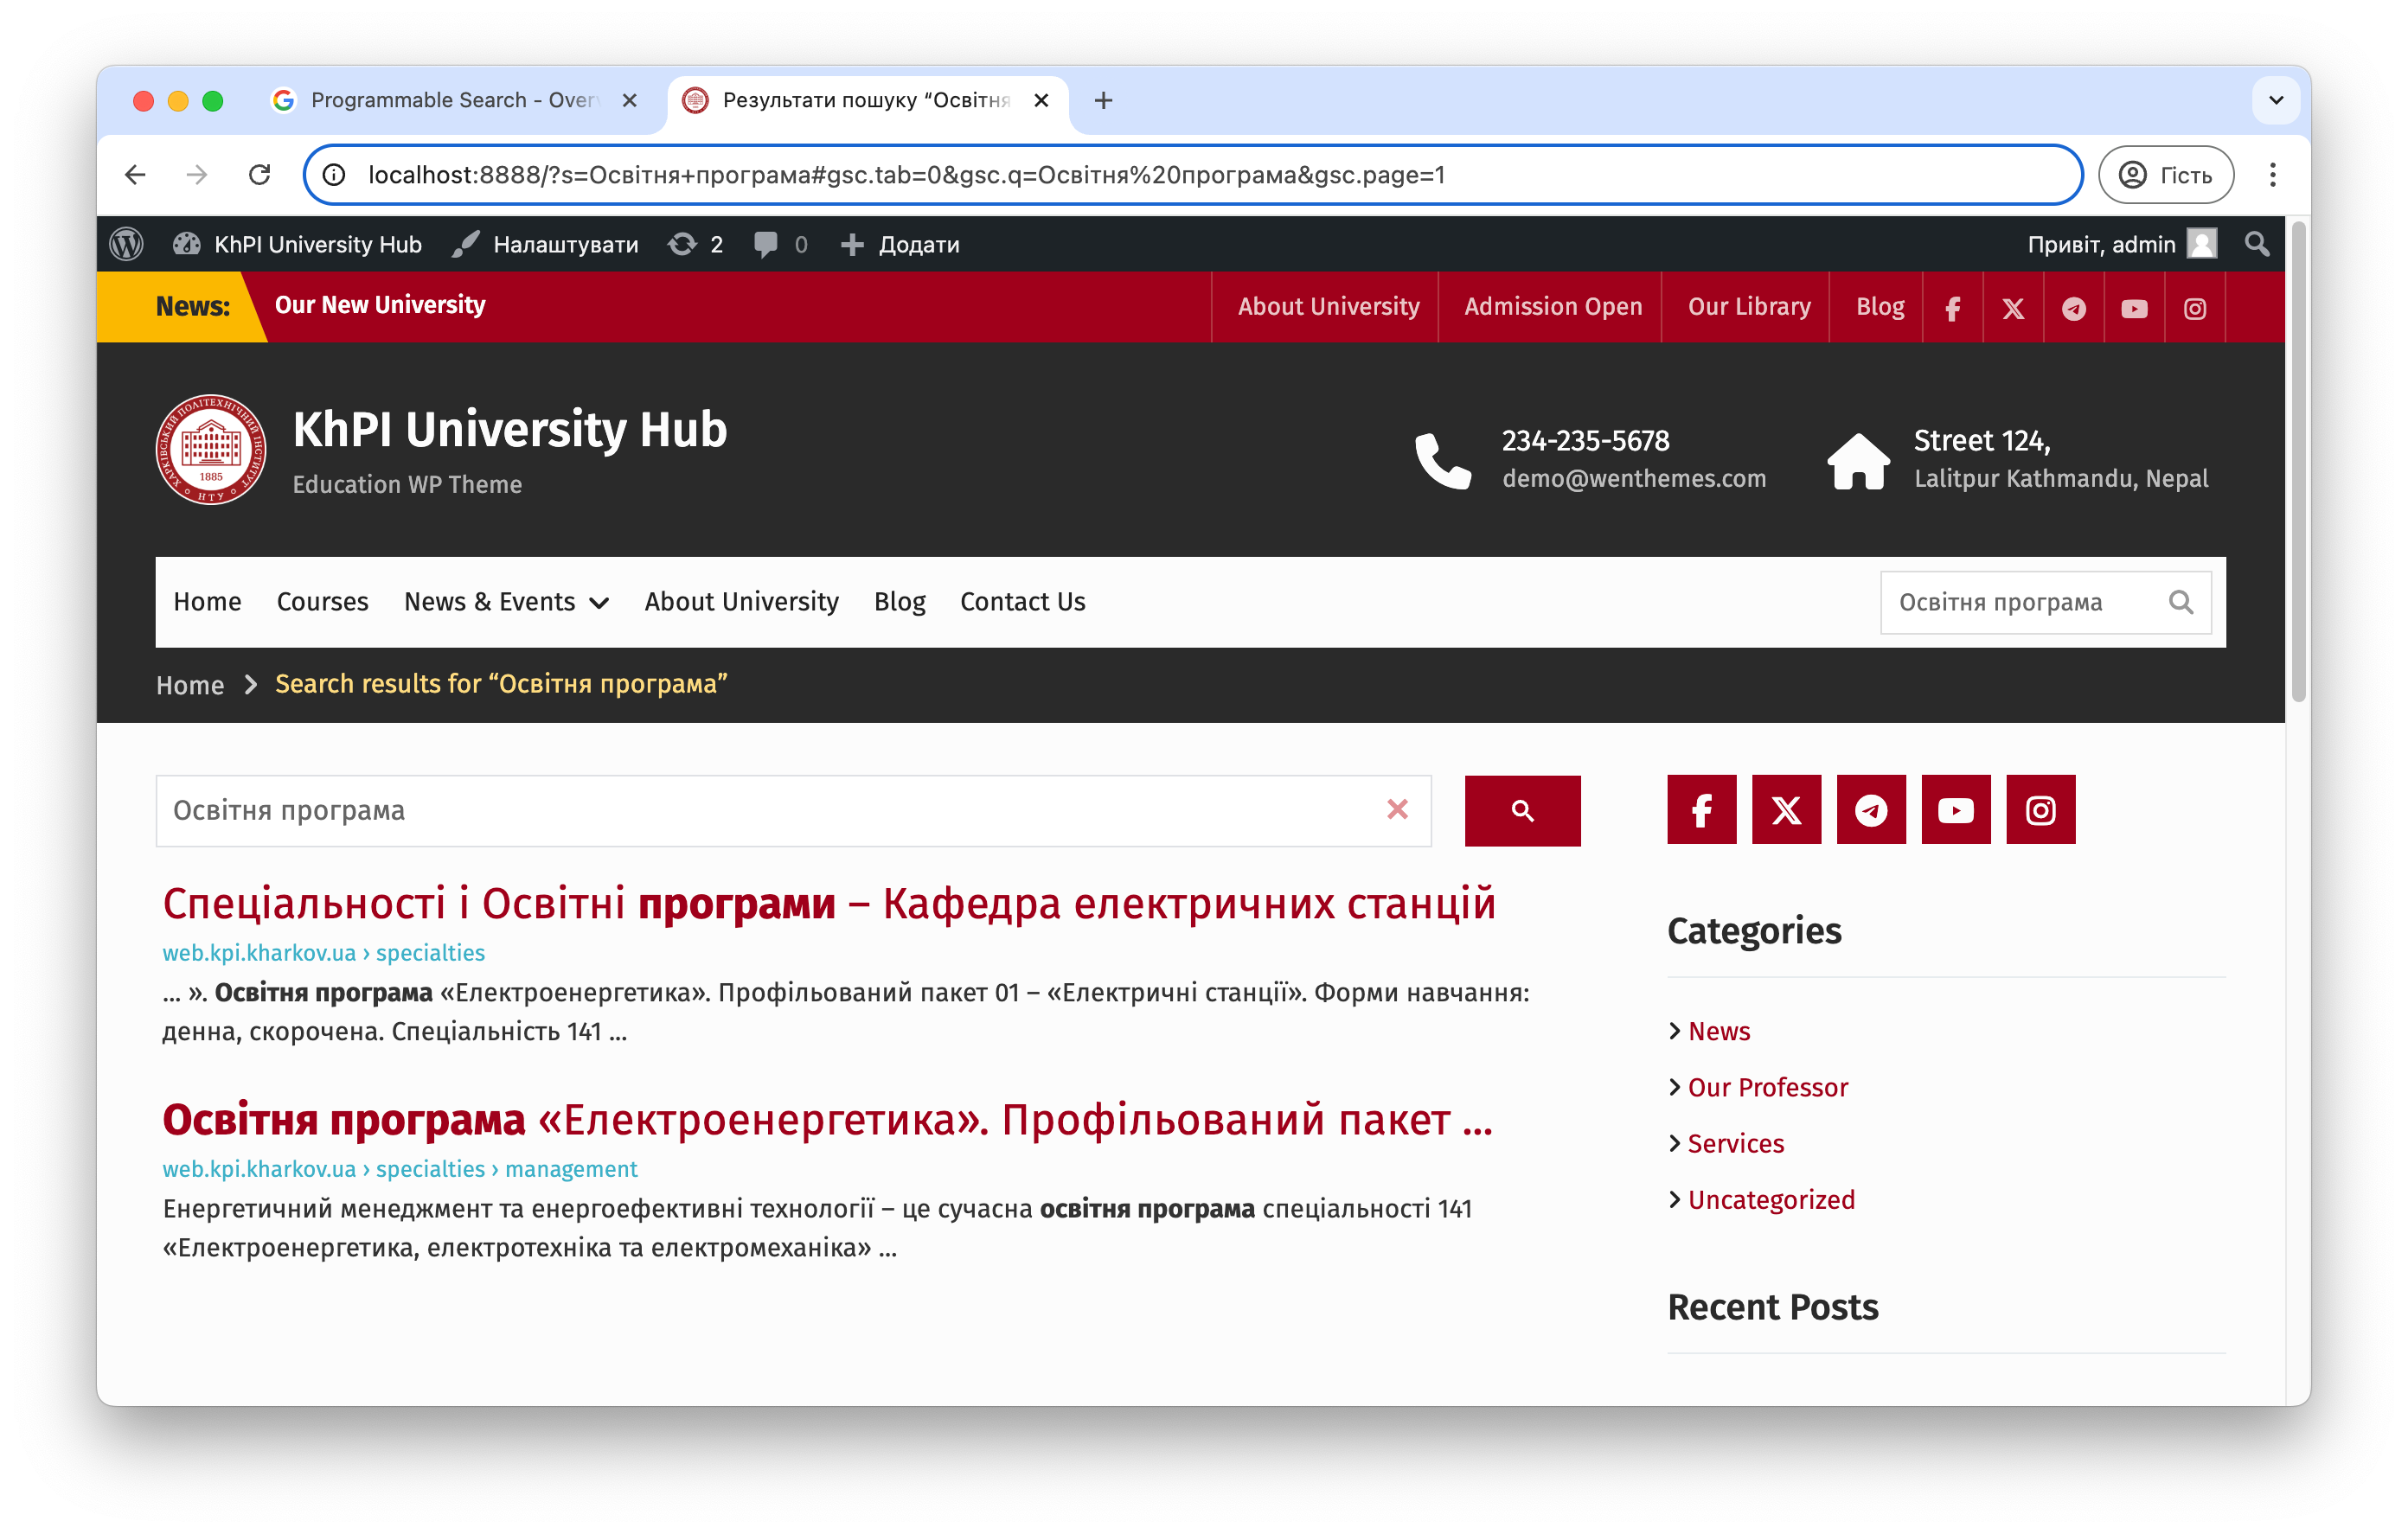 Programmable Search - Over
Результати пошуку “Освітня
localhost:8888/?s=Освітня+програма#gsc.tab=0&gsc.q=Освітня%20програма&gsc.page=1
Гість
KhPI University Hub
Налаштувати
2
0
Додати
Привіт, admin
News:
Our New University
About University
Admission Open
Our Library
Blog
ХАРКІВСЬКИЙ ПОЛІТЕХНІЧНИЙ ІНСТИТУТ
1885
НТУ
KhPI University Hub
Education WP Theme
234-235-5678
demo@wenthemes.com
Street 124,
Lalitpur Kathmandu, Nepal
Home
Courses
News & Events
About University
Blog
Contact Us
Освітня програма
Home
Search results for “Освітня програма”
Освітня програма
Спеціальності і Освітні програми – Кафедра електричних станцій
web.kpi.kharkov.ua › specialties
... ». Освітня програма «Електроенергетика». Профільований пакет 01 – «Електричні станції». Форми навчання:
денна, скорочена. Спеціальність 141 ...
Освітня програма «Електроенергетика». Профільований пакет ...
web.kpi.kharkov.ua › specialties › management
Енергетичний менеджмент та енергоефективні технології – це сучасна освітня програма спеціальності 141
«Електроенергетика, електротехніка та електромеханіка» ...
Categories
News
Our Professor
Services
Uncategorized
Recent Posts